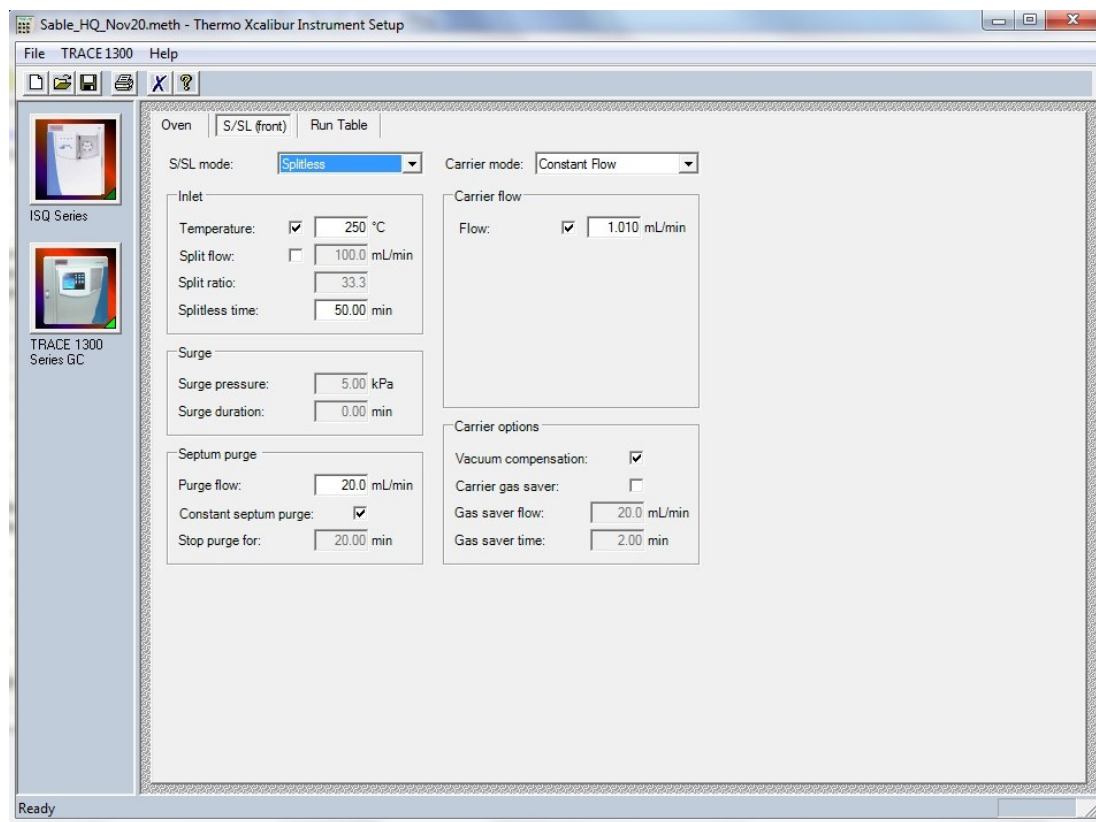 Sable_HQ_Nov20.meth - Thermo Xcalibur Instrument Setup
File TRACE 1300 Help
ISQ Series
TRACE 1300
Series GC
Oven S/SL (front) Run Table
S/SL mode: Splitless
Inlet
Temperature: 250 °C
Split flow: 100.0 mL/min
Split ratio: 33.3
Splitless time: 50.00 min
Surge
Surge pressure: 5.00 kPa
Surge duration: 0.00 min
Septum purge
Purge flow: 20.0 mL/min
Constant septum purge:
Stop purge for: 20.00 min
Carrier mode: Constant Flow
Carrier flow
Flow: 1.010 mL/min
Carrier options
Vacuum compensation:
Carrier gas saver:
Gas saver flow: 20.0 mL/min
Gas saver time: 2.00 min
Ready